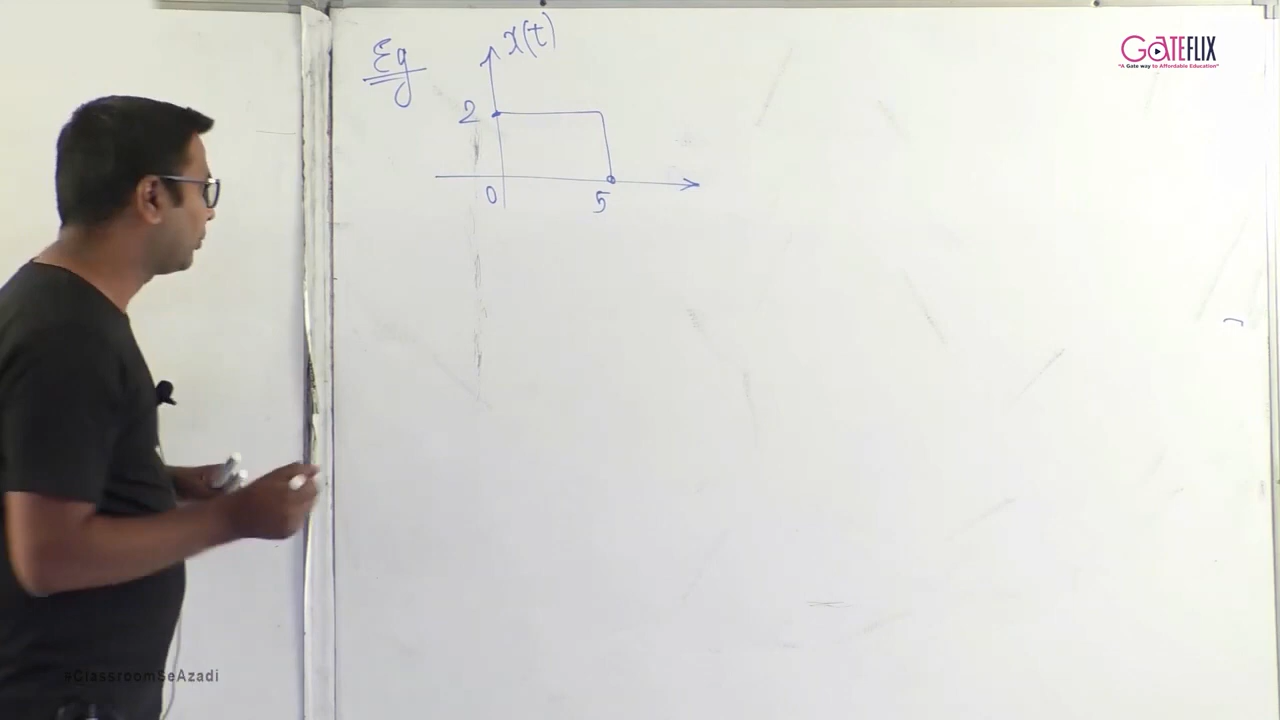 Eg
x(t)
2
0
5
GATEFLIX
"A Gate way to Affordable Education"
#ClassroomSeAzadi